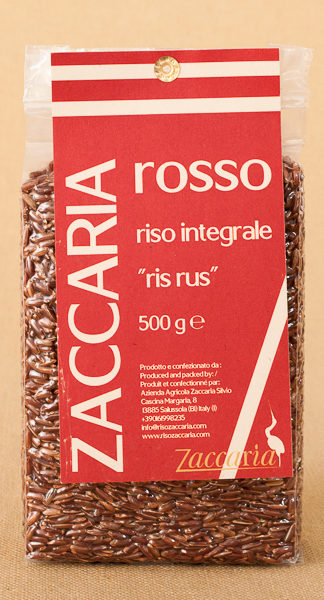 ZACCARIA
rosso
riso integrale
"ris rus"
500 g e
Prodotto e confezionato da :
Produced and packed by: /
Produit et confectionné par:
Azienda Agricola Zaccaria Silvio
Cascina Margaria, 8
13885 Salussola (BI) Italy (I)
+390161998235
info@risozaccaria.com
www.risozaccaria.com
Zaccaria